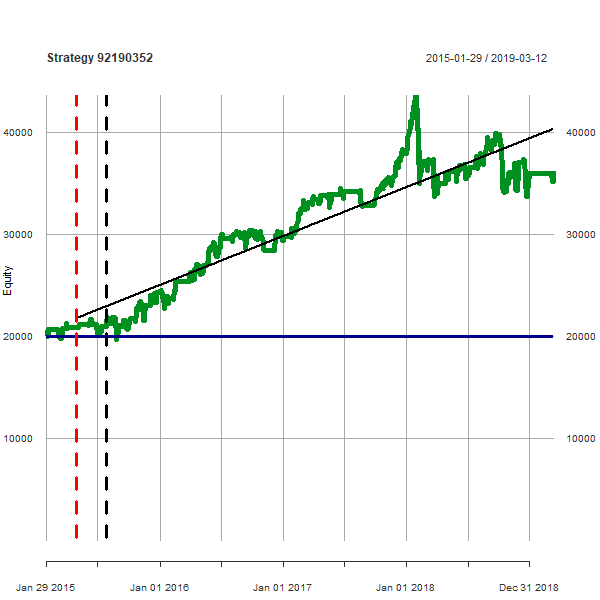 Strategy 92190352
2015-01-29 / 2019-03-12
40000
40000
30000
30000
Equity
20000
20000
10000
10000
Jan 29 2015
Jan 01 2016
Jan 01 2017
Jan 01 2018
Dec 31 2018